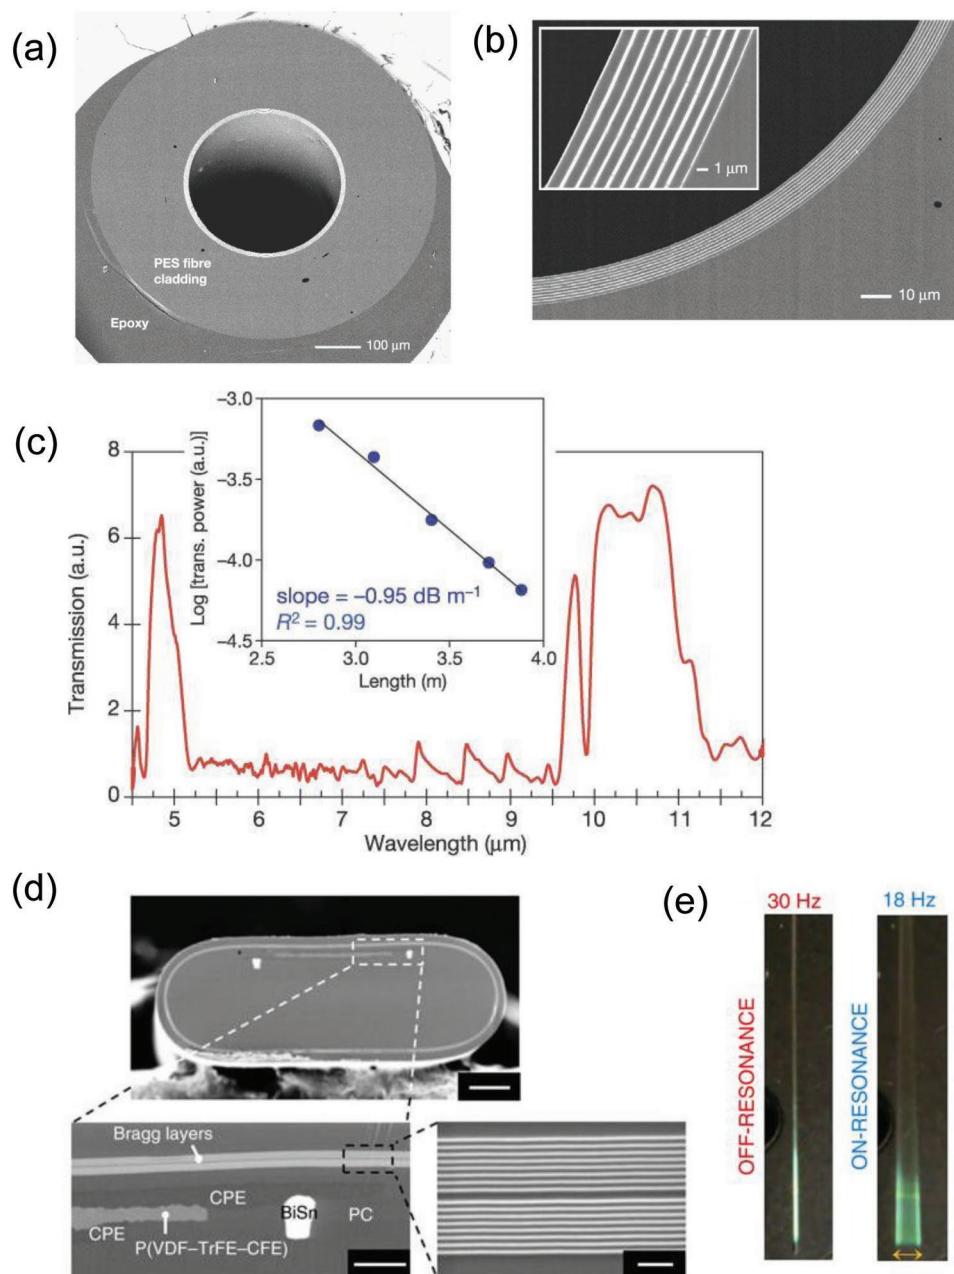 (a)
PES fibre
cladding
Epoxy
100 μm
(b)
1 μm
10 μm
(c)
Transmission (a.u.)
8
6
4
2
0
5
6
7
8
9
10
11
12
Wavelength (μm)
Log [trans. power (a.u.)]
−3.0
−3.5
−4.0
−4.5
2.5
3.0
3.5
4.0
Length (m)
slope = −0.95 dB m⁻¹
R² = 0.99
(d)
Bragg layers
CPE
CPE
BiSn
PC
P(VDF–TrFE–CFE)
(e)
30 Hz
18 Hz
OFF-RESONANCE
ON-RESONANCE